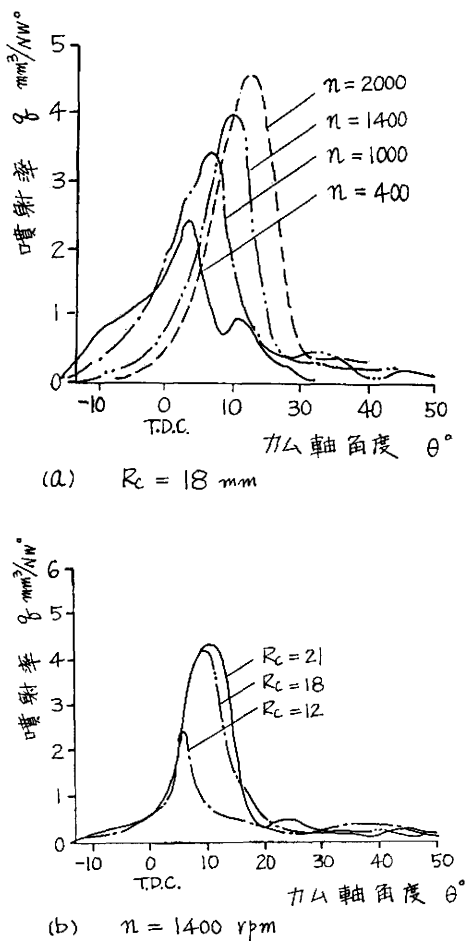 噴射率 q mm³/NW°
5
4
3
2
1
0
n = 2000
n = 1400
n = 1000
n = 400
-10 0 10 20 30 40 50
T.D.C.
カム軸角度 θ°
(a) Rc = 18 mm
噴射率 q mm³/NW°
6
5
4
3
2
1
0
Rc = 21
Rc = 18
Rc = 12
-10 0 10 20 30 40 50
T.D.C.
カム軸角度 θ°
(b) n = 1400 rpm